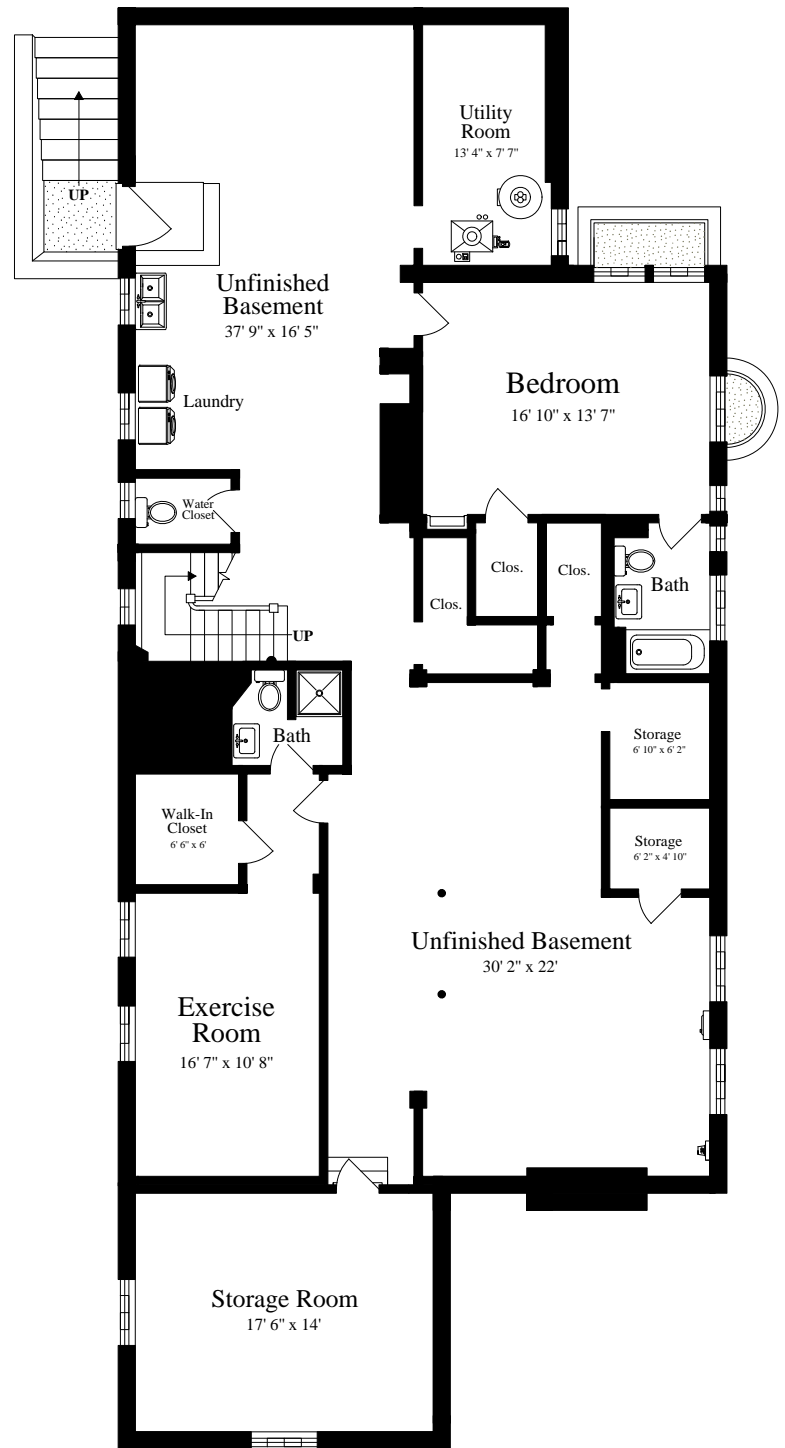 Utility
Room
13' 4" x 7' 7"
UP
Unfinished
Basement
37' 9" x 16' 5"
Bedroom
16' 10" x 13' 7"
Laundry
Water
Closet
Clos.
Clos.
Clos.
Bath
UP
Bath
Storage
6' 10" x 6' 2"
Walk-In
Closet
6' 6" x 6'
Storage
6' 2" x 4' 10"
Unfinished Basement
30' 2" x 22'
Exercise
Room
16' 7" x 10' 8"
Storage Room
17' 6" x 14'